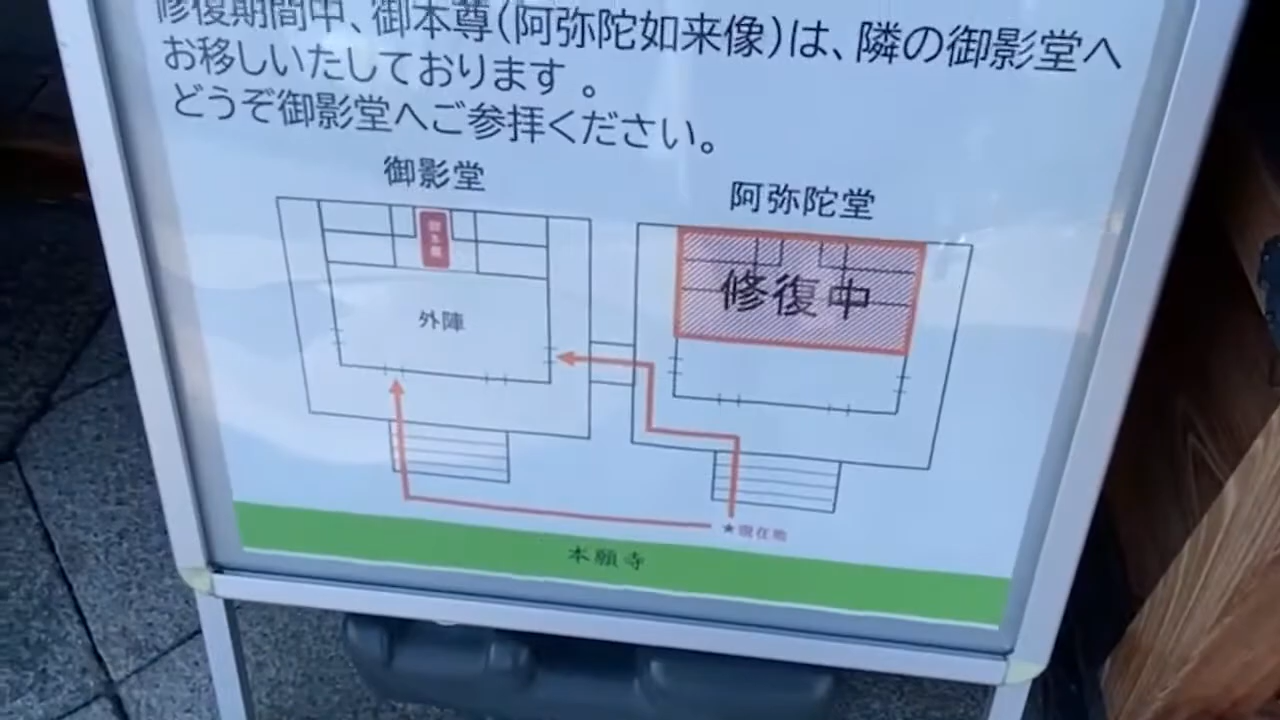 修復期間中、御本尊(阿弥陀如来像)は、隣の御影堂へ
お移しいたしております 。
どうぞ御影堂へご参拝ください。
御影堂
阿弥陀堂
御本尊
修復中
外陣
★現在地
本願寺